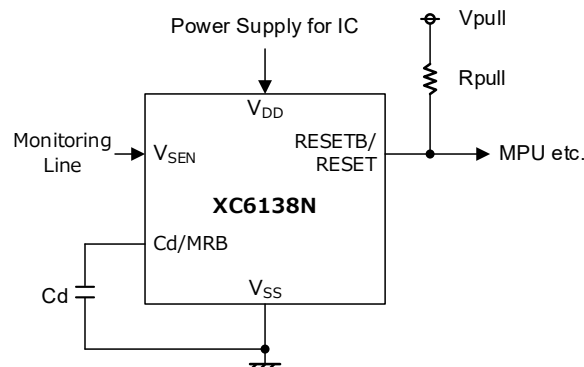 Power Supply for IC
Vpull
Rpull
VDD
Monitoring
Line
VSEN
RESETB/
RESET
MPU etc.
XC6138N
Cd/MRB
Cd
VSS